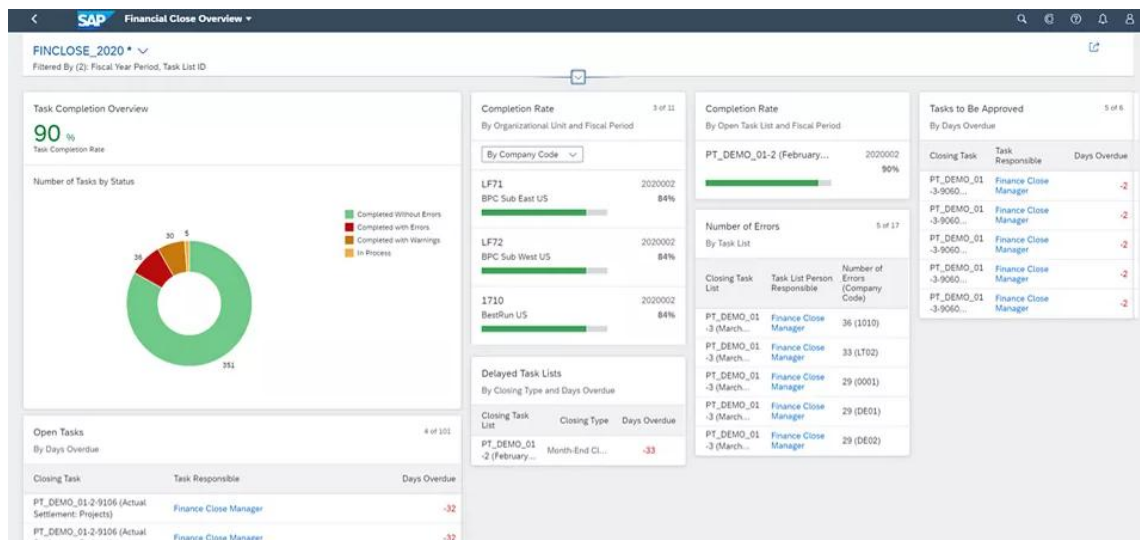 SAP Financial Close Overview
FINCLOSE_2020 *
Filtered By (2): Fiscal Year Period, Task List ID
Task Completion Overview
90 %
Task Completion Rate
Number of Tasks by Status
Completed Without Errors
Completed with Errors
Completed with Warnings
In Process
36
30
5
351
Open Tasks 4 of 101
By Days Overdue
Closing Task Task Responsible Days Overdue
PT_DEMO_01-2-9106 (Actual
Settlement: Projects) Finance Close Manager -32
PT_DEMO_01-2-9106 (Actual
Finance Close Manager -32
Completion Rate 3 of 11
By Organizational Unit and Fiscal Period
By Company Code
LF71 2020002
BPC Sub East US 84%
LF72 2020002
BPC Sub West US 84%
1710 2020002
BestRun US 84%
Delayed Task Lists
By Closing Type and Days Overdue
Closing Task
List Closing Type Days Overdue
PT_DEMO_01
-2 (February... Month-End Cl... -33
Completion Rate
By Open Task List and Fiscal Period
PT_DEMO_01-2 (February... 2020002
90%
Number of Errors 5 of 17
By Task List
Closing Task
List
Task List Person
Responsible
Number of
Errors
(Company
Code)
PT_DEMO_01
-3 (March...
Finance Close
Manager
36 (1010)
PT_DEMO_01
-3 (March...
Finance Close
Manager
33 (LT02)
PT_DEMO_01
-3 (March...
Finance Close
Manager
29 (0001)
PT_DEMO_01
-3 (March...
Finance Close
Manager
29 (DE01)
PT_DEMO_01
-3 (March...
Finance Close
Manager
29 (DE02)
Tasks to Be Approved 5 of 6
By Days Overdue
Closing Task
Task
Responsible
Days Overdue
PT_DEMO_01
-3-9060...
Finance Close
Manager
-2
PT_DEMO_01
-3-9060...
Finance Close
Manager
-2
PT_DEMO_01
-3-9060...
Finance Close
Manager
-2
PT_DEMO_01
-3-9060...
Finance Close
Manager
-2
PT_DEMO_01
-3-9060...
Finance Close
Manager
-2